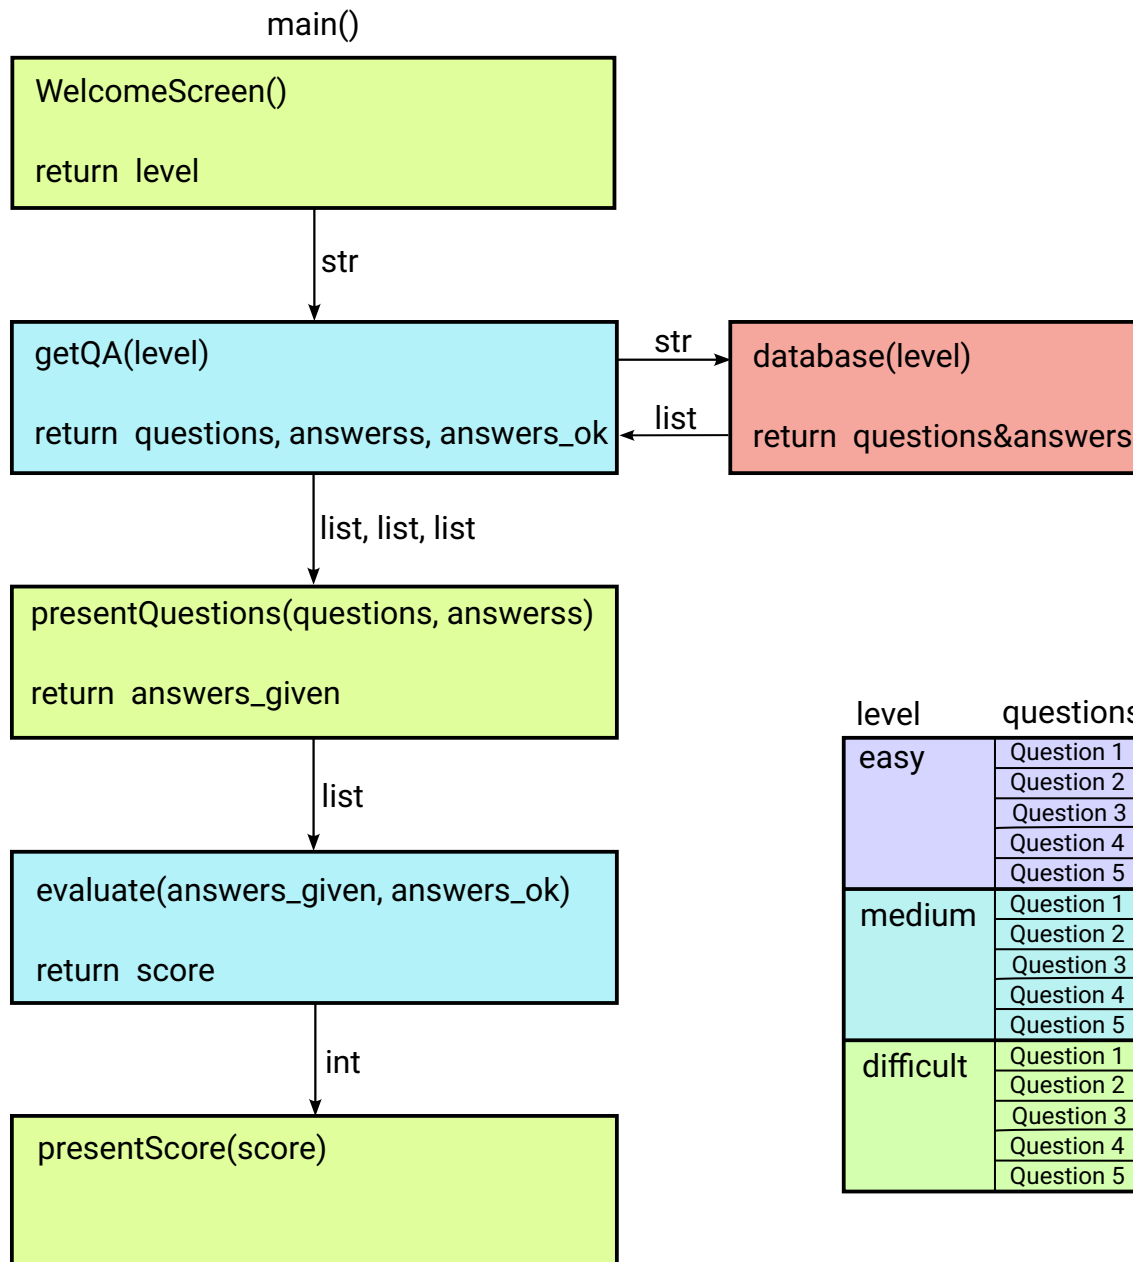 main()
WelcomeScreen()
return level
str
getQA(level)
return questions, answerss, answers_ok
str
list
database(level)
return questions&answers
list, list, list
presentQuestions(questions, answerss)
return answers_given
list
evaluate(answers_given, answers_ok)
return score
int
presentScore(score)
level questions
easy
Question 1
Question 2
Question 3
Question 4
Question 5
medium
Question 1
Question 2
Question 3
Question 4
Question 5
difficult
Question 1
Question 2
Question 3
Question 4
Question 5